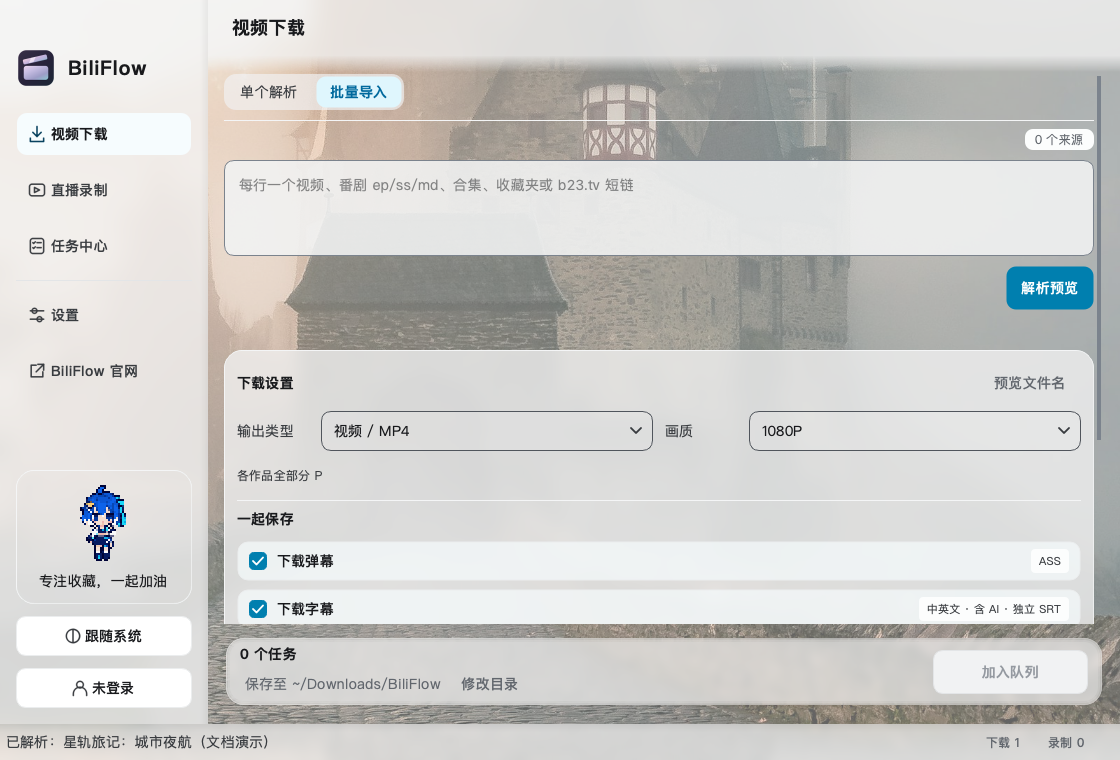 视频下载
BiliFlow
视频下载
直播录制
任务中心
设置
BiliFlow 官网
专注收藏，一起加油
跟随系统
未登录
单个解析 批量导入
0 个来源
每行一个视频、番剧 ep/ss/md、合集、收藏夹或 b23.tv 短链
解析预览
下载设置 预览文件名
输出类型 视频 / MP4 画质 1080P
各作品全部分 P
一起保存
下载弹幕 ASS
下载字幕 中英文 · 含 AI · 独立 SRT
0 个任务
保存至 ~/Downloads/BiliFlow 修改目录
加入队列
已解析：星轨旅记：城市夜航（文档演示） 下载 1 录制 0